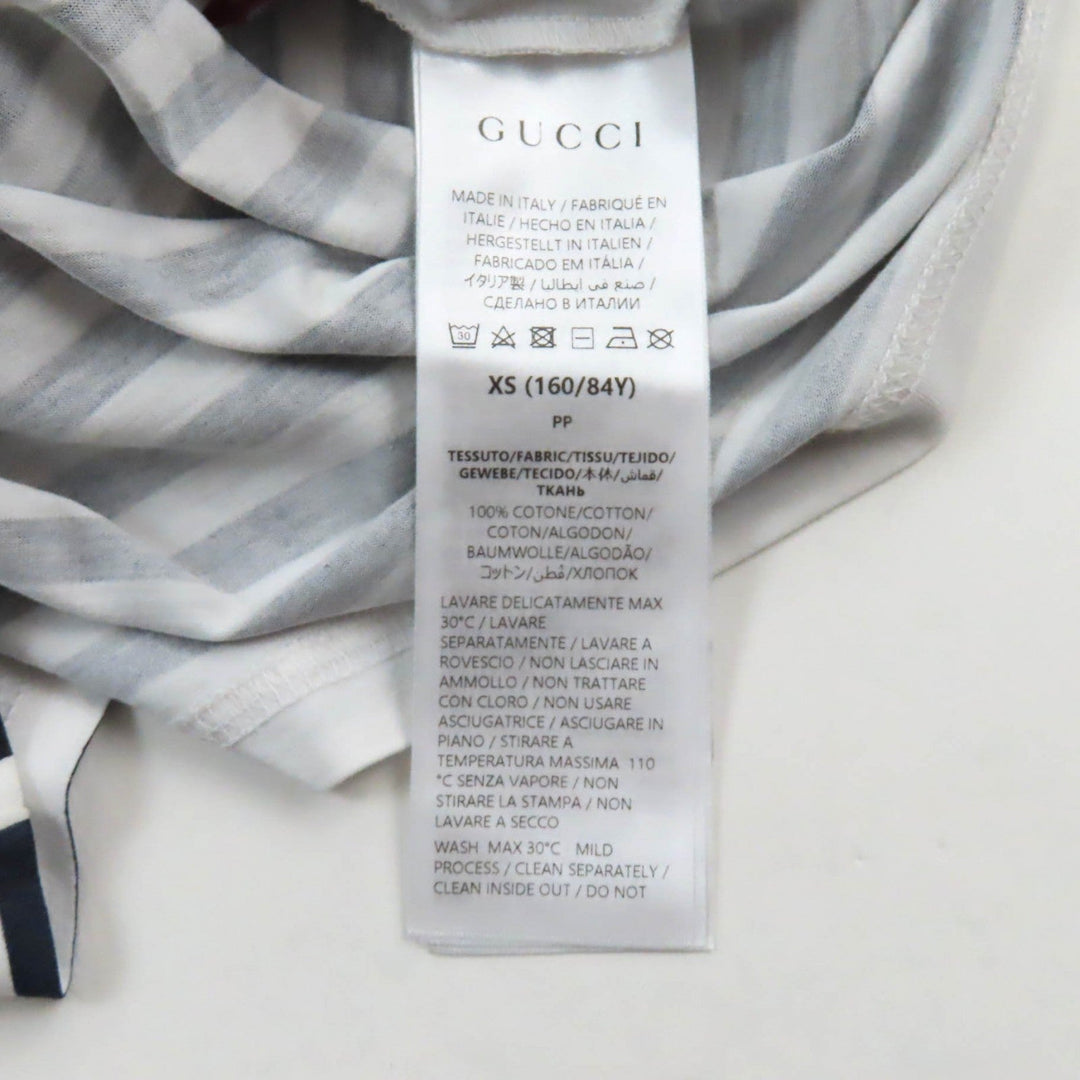 GUCCI
MADE IN ITALY / FABRIQUÉ EN
ITALIE / HECHO EN ITALIA /
HERGESTELLT IN ITALIEN /
FABRICADO EM ITÁLIA /
イタリア製 / صنع في ايطاليا /
СДЕЛАНО В ИТАЛИИ
30
XS (160/84Y)
PP
TESSUTO/FABRIC/TISSU/TEJIDO/
GEWEBE/TECIDO/本体/قماش/
ТКАНЬ
100% COTONE/COTTON/
COTON/ALGODON/
BAUMWOLLE/ALGODÃO/
コットン/قُطن/ХЛОПОК
LAVARE DELICATAMENTE MAX
30°C / LAVARE
SEPARATAMENTE / LAVARE A
ROVESCIO / NON LASCIARE IN
AMMOLLO / NON TRATTARE
CON CLORO / NON USARE
ASCIUGATRICE / ASCIUGARE IN
PIANO / STIRARE A
TEMPERATURA MASSIMA 110
°C SENZA VAPORE / NON
STIRARE LA STAMPA / NON
LAVARE A SECCO
WASH MAX 30°C MILD
PROCESS / CLEAN SEPARATELY /
CLEAN INSIDE OUT / DO NOT